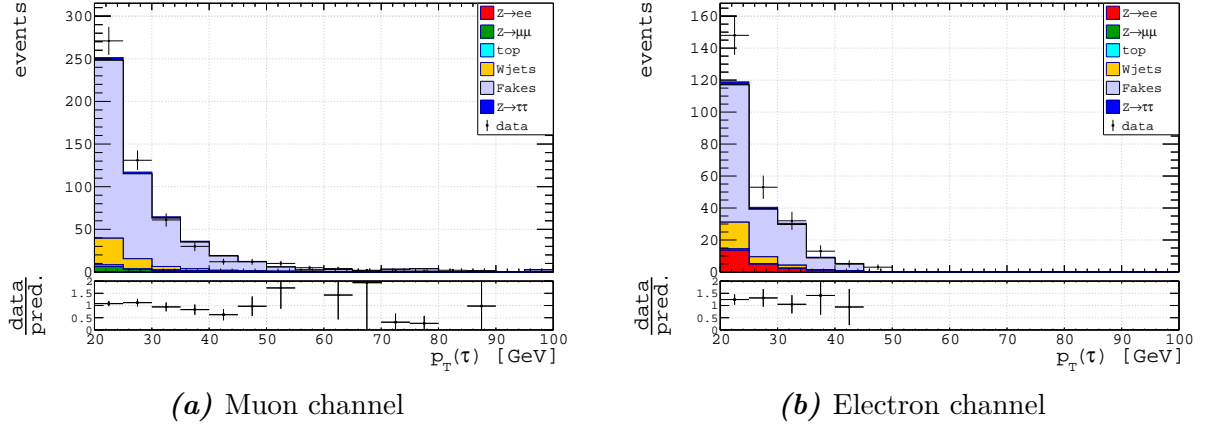 events
300
250
200
150
100
50
0
Z→ee
Z→μμ
top
Wjets
Fakes
Z→ττ
data
data
pred.
2
1.5
1
0.5
0
20 30 40 50 60 70 80 90 100
p_T(τ) [GeV]
(a) Muon channel
events
160
140
120
100
80
60
40
20
0
Z→ee
Z→μμ
top
Wjets
Fakes
Z→ττ
data
data
pred.
2
1.5
1
0.5
0
20 30 40 50 60 70 80 90 100
p_T(τ) [GeV]
(b) Electron channel